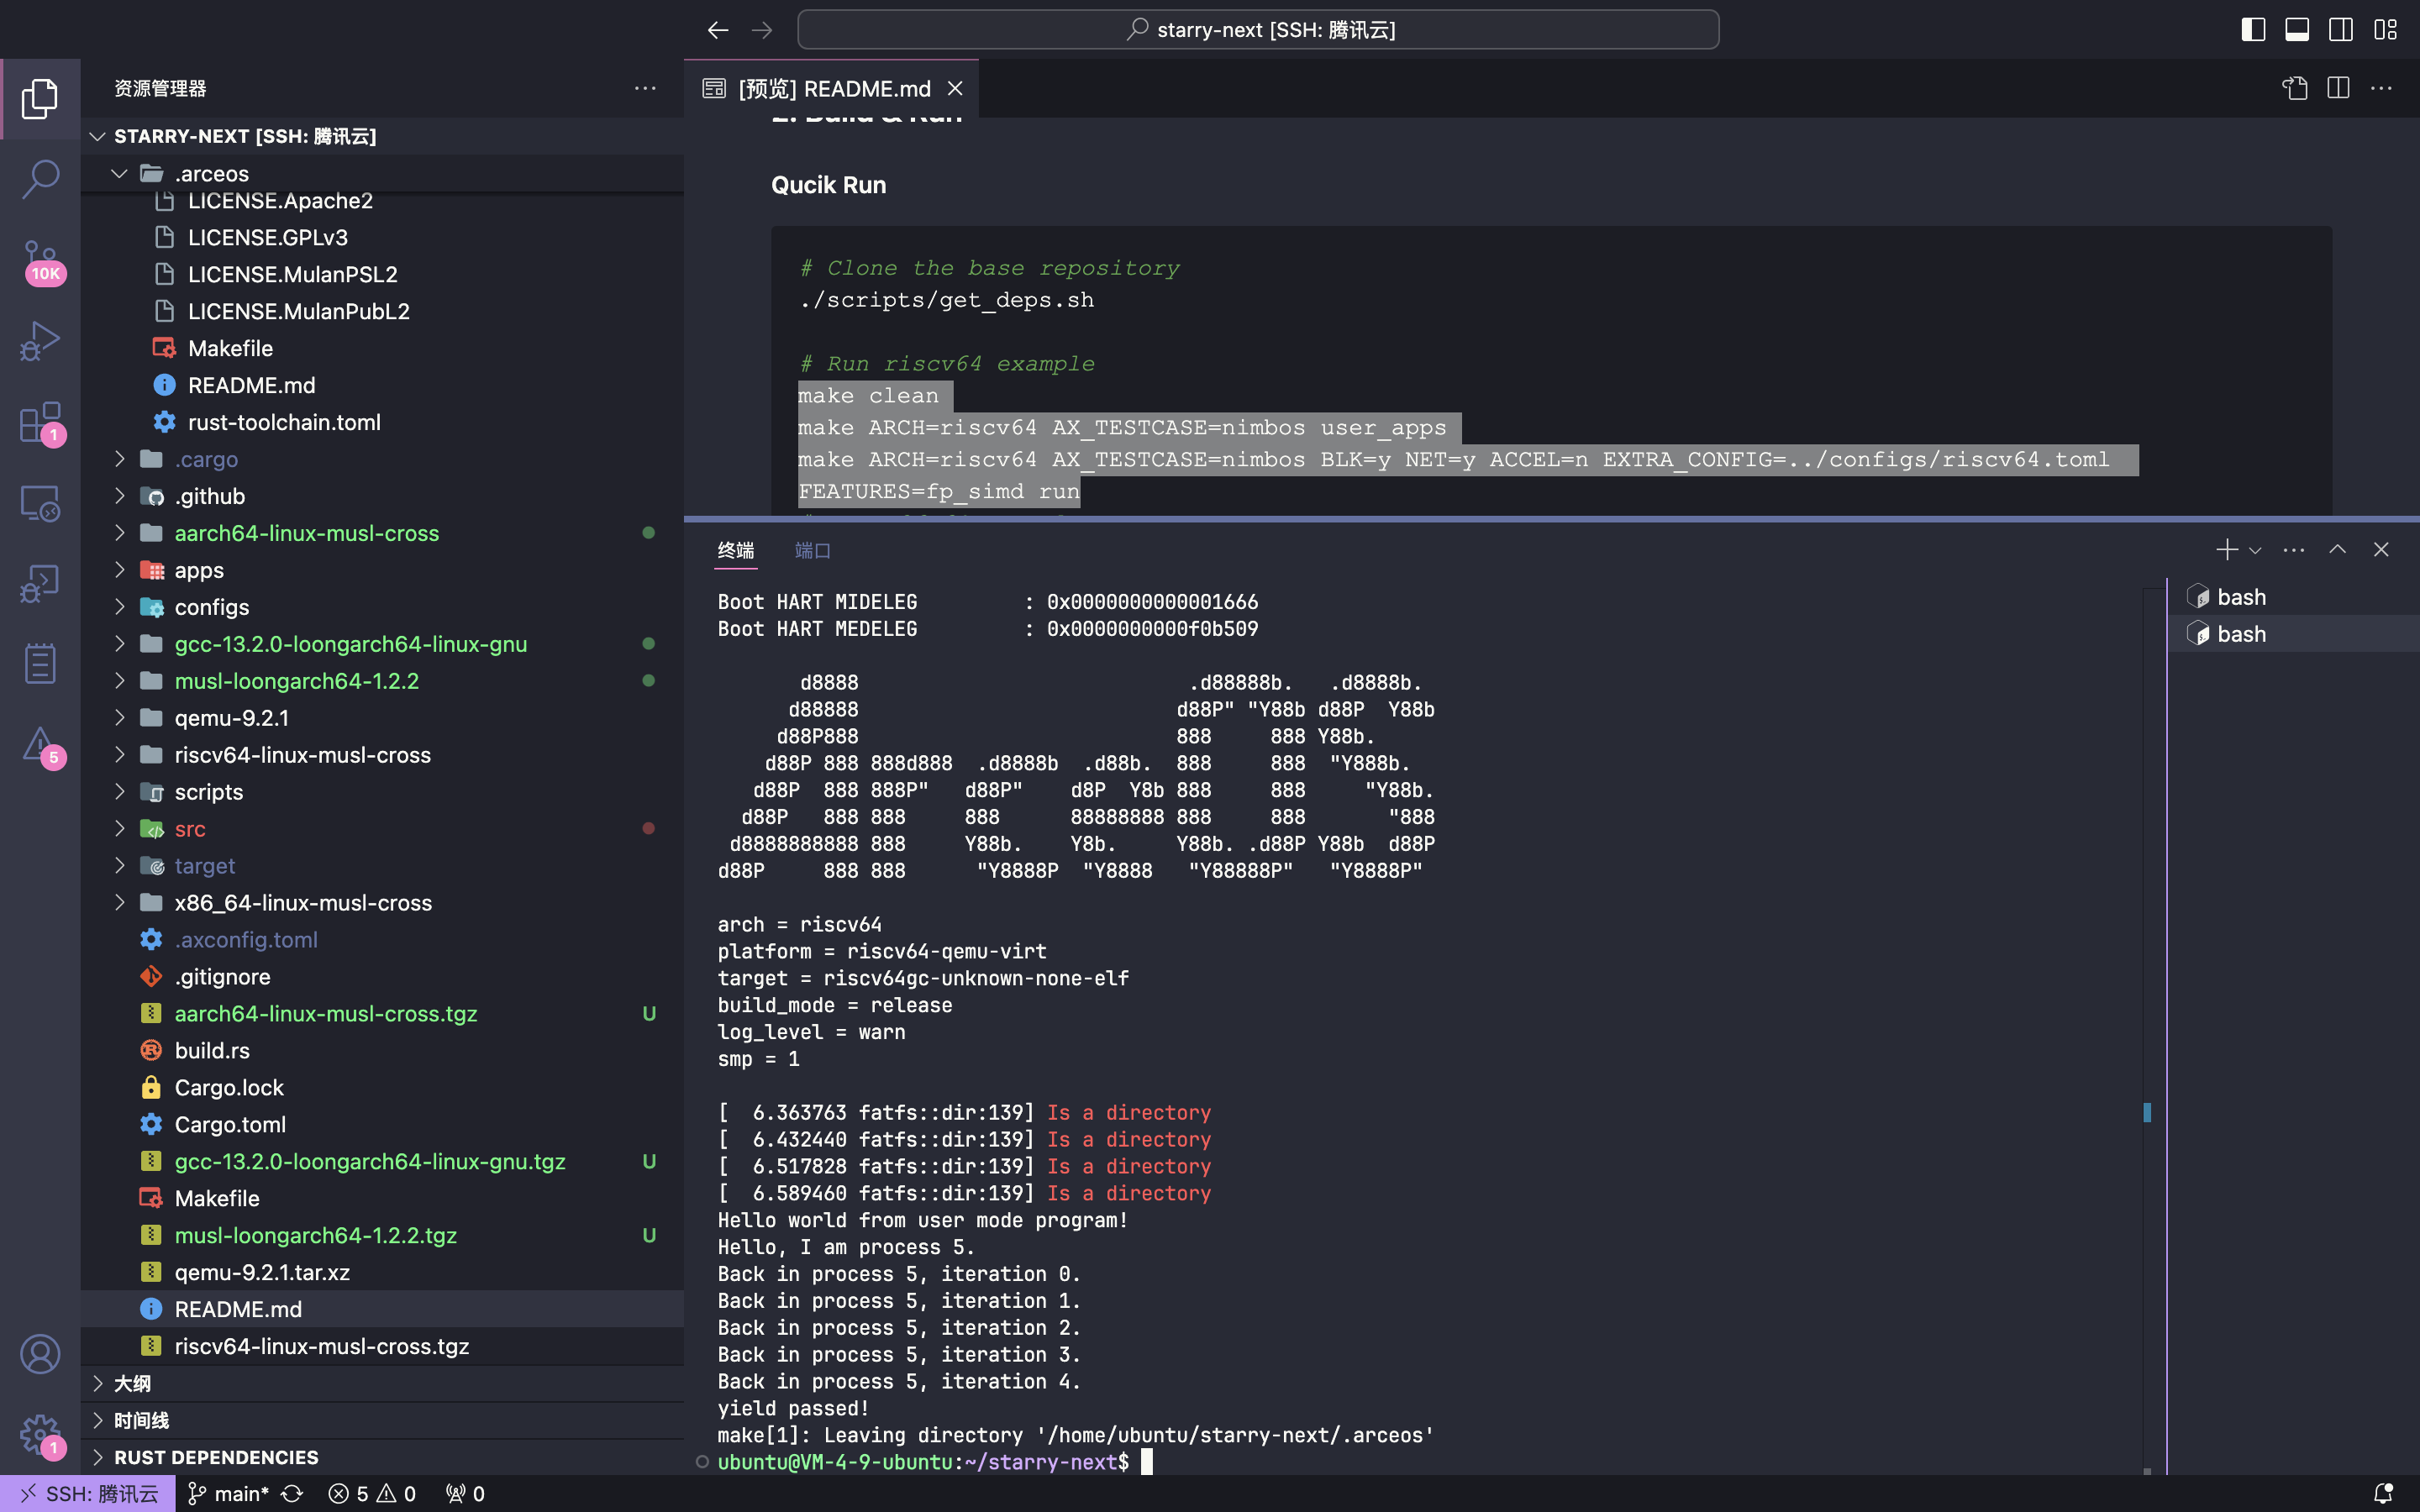 starry-next [SSH: 腾讯云]
资源管理器
[预览] README.md
STARRY-NEXT [SSH: 腾讯云]
.arceos
LICENSE.Apache2
LICENSE.GPLv3
LICENSE.MulanPSL2
LICENSE.MulanPubL2
Makefile
README.md
rust-toolchain.toml
.cargo
.github
aarch64-linux-musl-cross
apps
configs
gcc-13.2.0-loongarch64-linux-gnu
musl-loongarch64-1.2.2
qemu-9.2.1
riscv64-linux-musl-cross
scripts
src
target
x86_64-linux-musl-cross
.axconfig.toml
.gitignore
aarch64-linux-musl-cross.tgz U
build.rs
Cargo.lock
Cargo.toml
gcc-13.2.0-loongarch64-linux-gnu.tgz U
Makefile
musl-loongarch64-1.2.2.tgz U
qemu-9.2.1.tar.xz
README.md
riscv64-linux-musl-cross.tgz
大纲
时间线
RUST DEPENDENCIES
10K
1
5
1
2. Build & Run
Qucik Run
# Clone the base repository
./scripts/get_deps.sh
# Run riscv64 example
make clean
make ARCH=riscv64 AX_TESTCASE=nimbos user_apps
make ARCH=riscv64 AX_TESTCASE=nimbos BLK=y NET=y ACCEL=n EXTRA_CONFIG=../configs/riscv64.toml
FEATURES=fp_simd run
终端 端口
bash
bash
Boot HART MIDELEG         : 0x0000000000001666
Boot HART MEDELEG         : 0x0000000000f0b509
       d8888                            .d88888b.   .d8888b.
      d88888                           d88P" "Y88b d88P  Y88b
     d88P888                           888     888 Y88b.
    d88P 888 888d888  .d8888b  .d88b.  888     888  "Y888b.
   d88P  888 888P"   d88P"    d8P  Y8b 888     888     "Y88b.
  d88P   888 888     888      88888888 888     888       "888
 d8888888888 888     Y88b.    Y8b.     Y88b. .d88P Y88b  d88P
d88P     888 888      "Y8888P  "Y8888   "Y88888P"   "Y8888P"
arch = riscv64
platform = riscv64-qemu-virt
target = riscv64gc-unknown-none-elf
build_mode = release
log_level = warn
smp = 1
[  6.363763 fatfs::dir:139] Is a directory
[  6.432440 fatfs::dir:139] Is a directory
[  6.517828 fatfs::dir:139] Is a directory
[  6.589460 fatfs::dir:139] Is a directory
Hello world from user mode program!
Hello, I am process 5.
Back in process 5, iteration 0.
Back in process 5, iteration 1.
Back in process 5, iteration 2.
Back in process 5, iteration 3.
Back in process 5, iteration 4.
yield passed!
make[1]: Leaving directory '/home/ubuntu/starry-next/.arceos'
ubuntu@VM-4-9-ubuntu:~/starry-next$
SSH: 腾讯云 main* 5 0 0